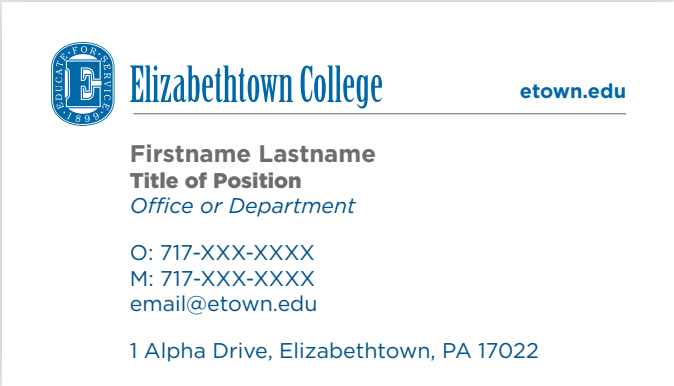 EDUCATE·FOR·SERVICE
E
·1899·
Elizabethtown College
etown.edu
Firstname Lastname
Title of Position
Office or Department
O: 717-XXX-XXXX
M: 717-XXX-XXXX
email@etown.edu
1 Alpha Drive, Elizabethtown, PA 17022